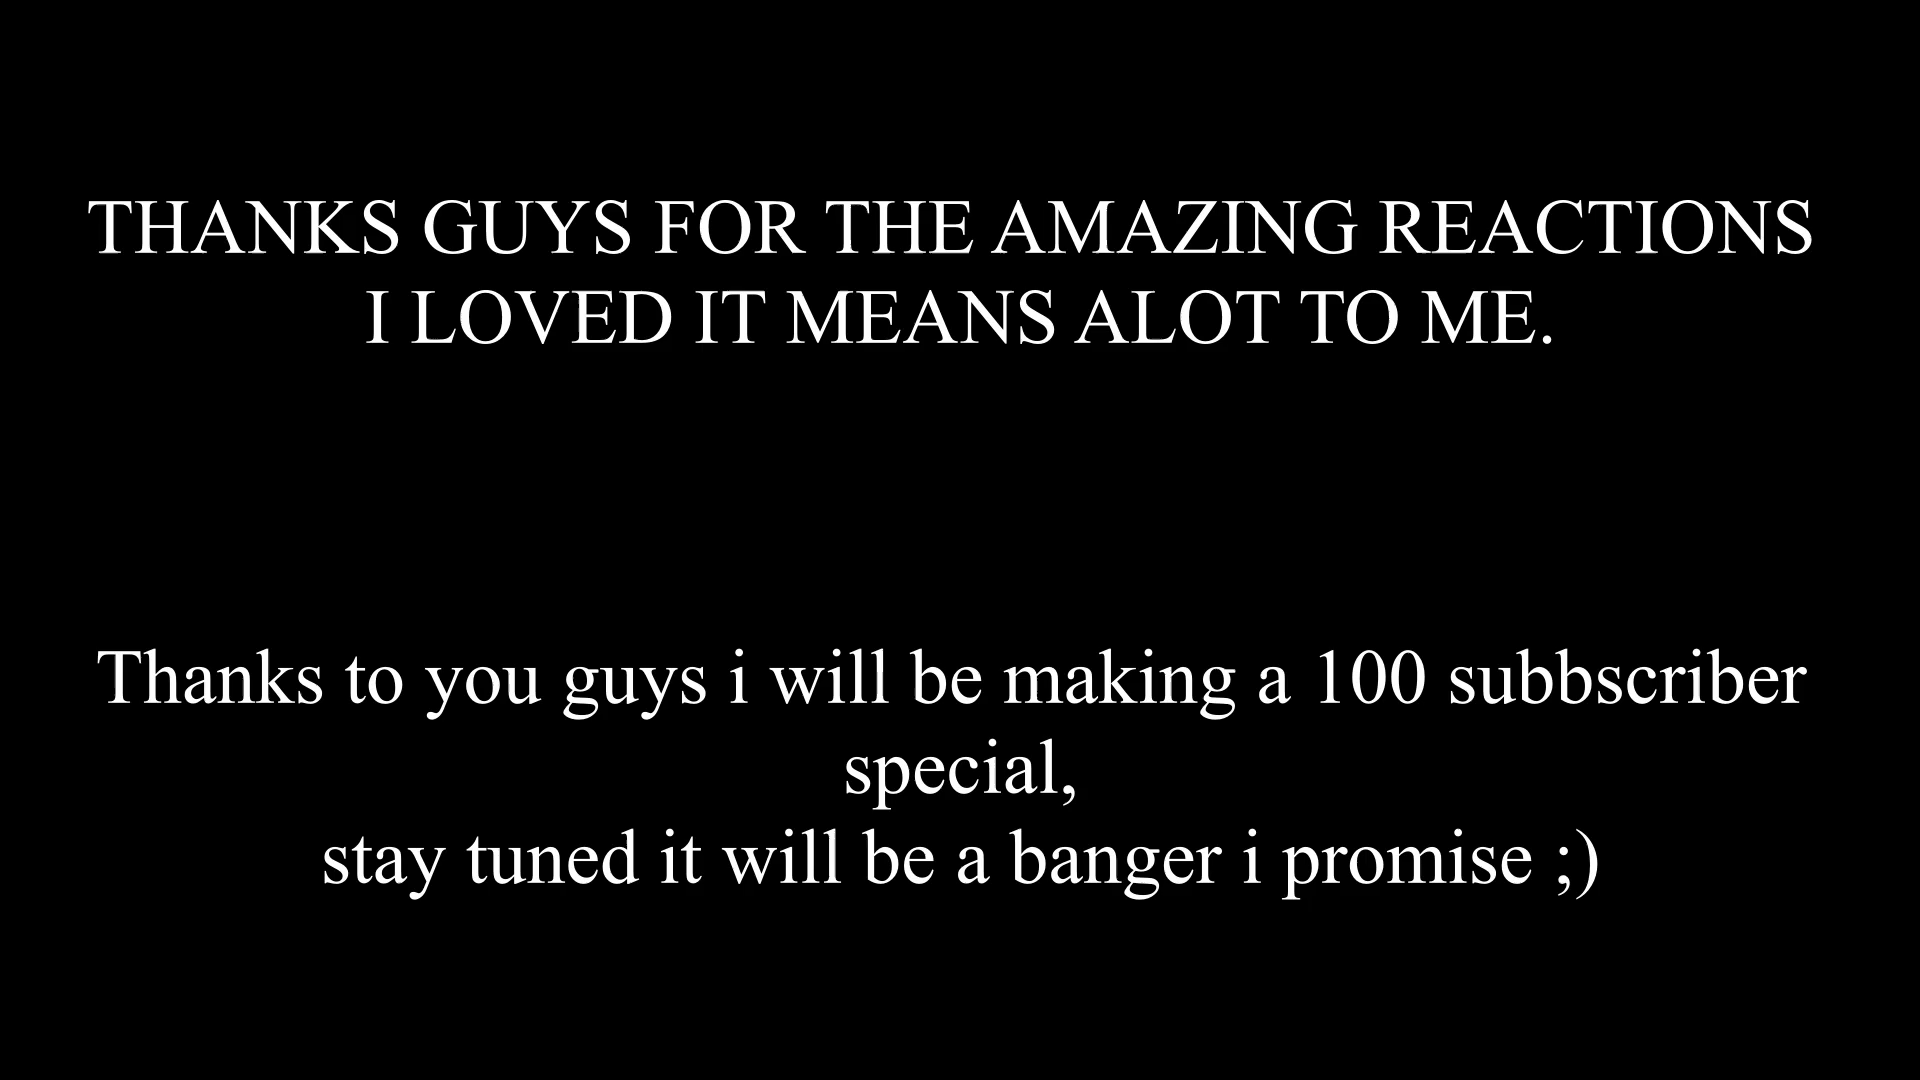 THANKS GUYS FOR THE AMAZING REACTIONS
I LOVED IT MEANS ALOT TO ME.
Thanks to you guys i will be making a 100 subbscriber
special,
stay tuned it will be a banger i promise ;)